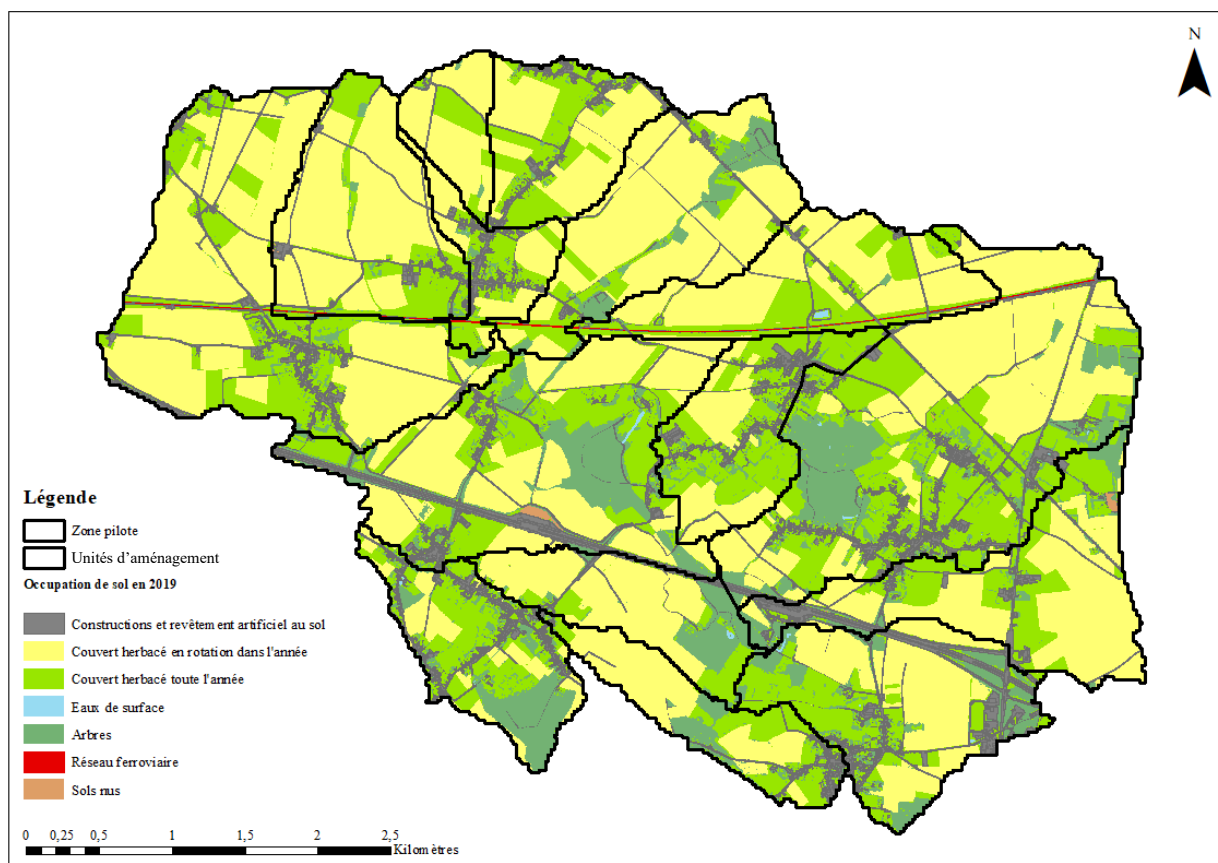 N
Légende
Zone pilote
Unités d’aménagement
Occupation de sol en 2019
Constructions et revêtement artificiel au sol
Couvert herbacé en rotation dans l'année
Couvert herbacé toute l'année
Eaux de surface
Arbres
Réseau ferroviaire
Sols nus
0 0,25 0,5 1 1,5 2 2,5
Kilomètres